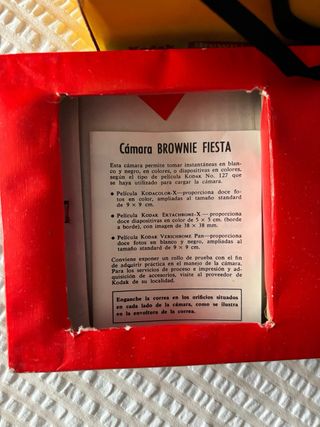 Kodak BROWNIE
Cámara BROWNIE FIESTA
Esta cámara permite tomar instantáneas en blan-
co y negro, en colores, o diapositivas en colores,
según el tipo de película KODAK No. 127 que
se haya utilizado para cargar la cámara.
● Película KODACOLOR-X—proporciona doce fo-
tos en color, ampliadas al tamaño standard
de 9 × 9 cm.
● Película KODAK EKTACHROME-X — proporciona
doce diapositivas en color de 5 x 5 cm. (borde
a borde), con imagen de 38 × 38 mm.
● Película KODAK VERICHROME Pan—proporciona
doce fotos en blanco y negro, ampliadas al
tamaño standard de 9 × 9 cm.
Conviene exponer un rollo de prueba con el fin
de adquirir práctica en el manejo de la cámara.
Para los servicios de proceso e impresión y ad-
quisición de accesorios, visite al proveedor de
Kodak de su localidad.
Enganche la correa en los orificios situados
en cada lado de la cámara, como se ilustra
en la envoltura de la correa.